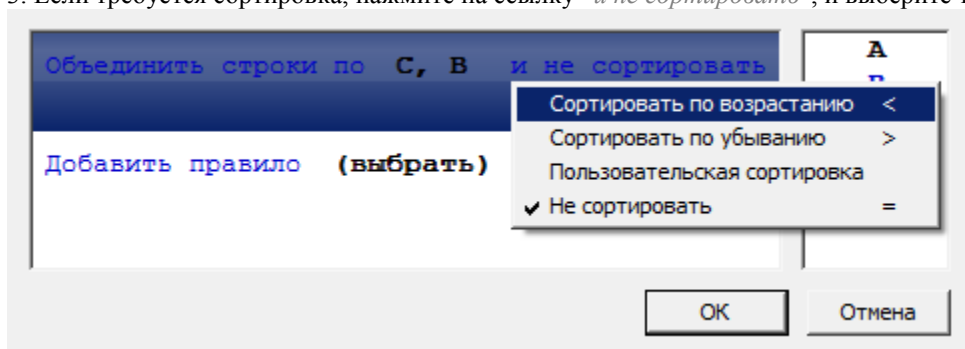 3. Если требуется сортировка, нажмите на ссылку "и не сортировать", и выберите
Объединить строки по C, B и не сортировать
A
B
Сортировать по возрастанию <
Сортировать по убыванию >
Добавить правило (выбрать)
Пользовательская сортировка
Не сортировать =
ОК
Отмена